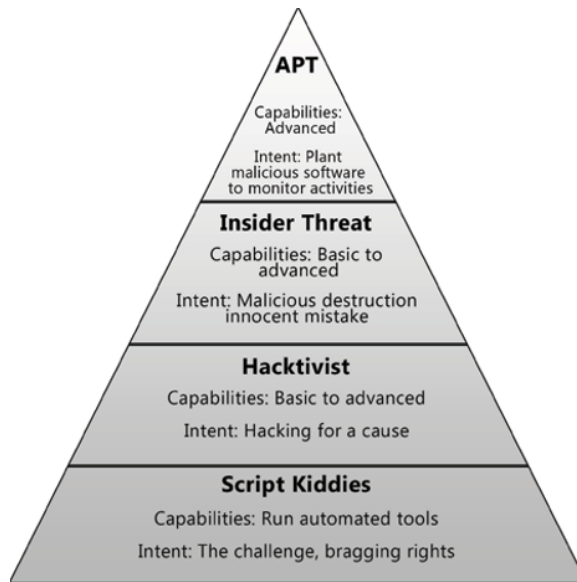 APT
Capabilities:
Advanced
Intent: Plant
malicious software
to monitor activities
Insider Threat
Capabilities: Basic to
advanced
Intent: Malicious destruction
innocent mistake
Hacktivist
Capabilities: Basic to advanced
Intent: Hacking for a cause
Script Kiddies
Capabilities: Run automated tools
Intent: The challenge, bragging rights